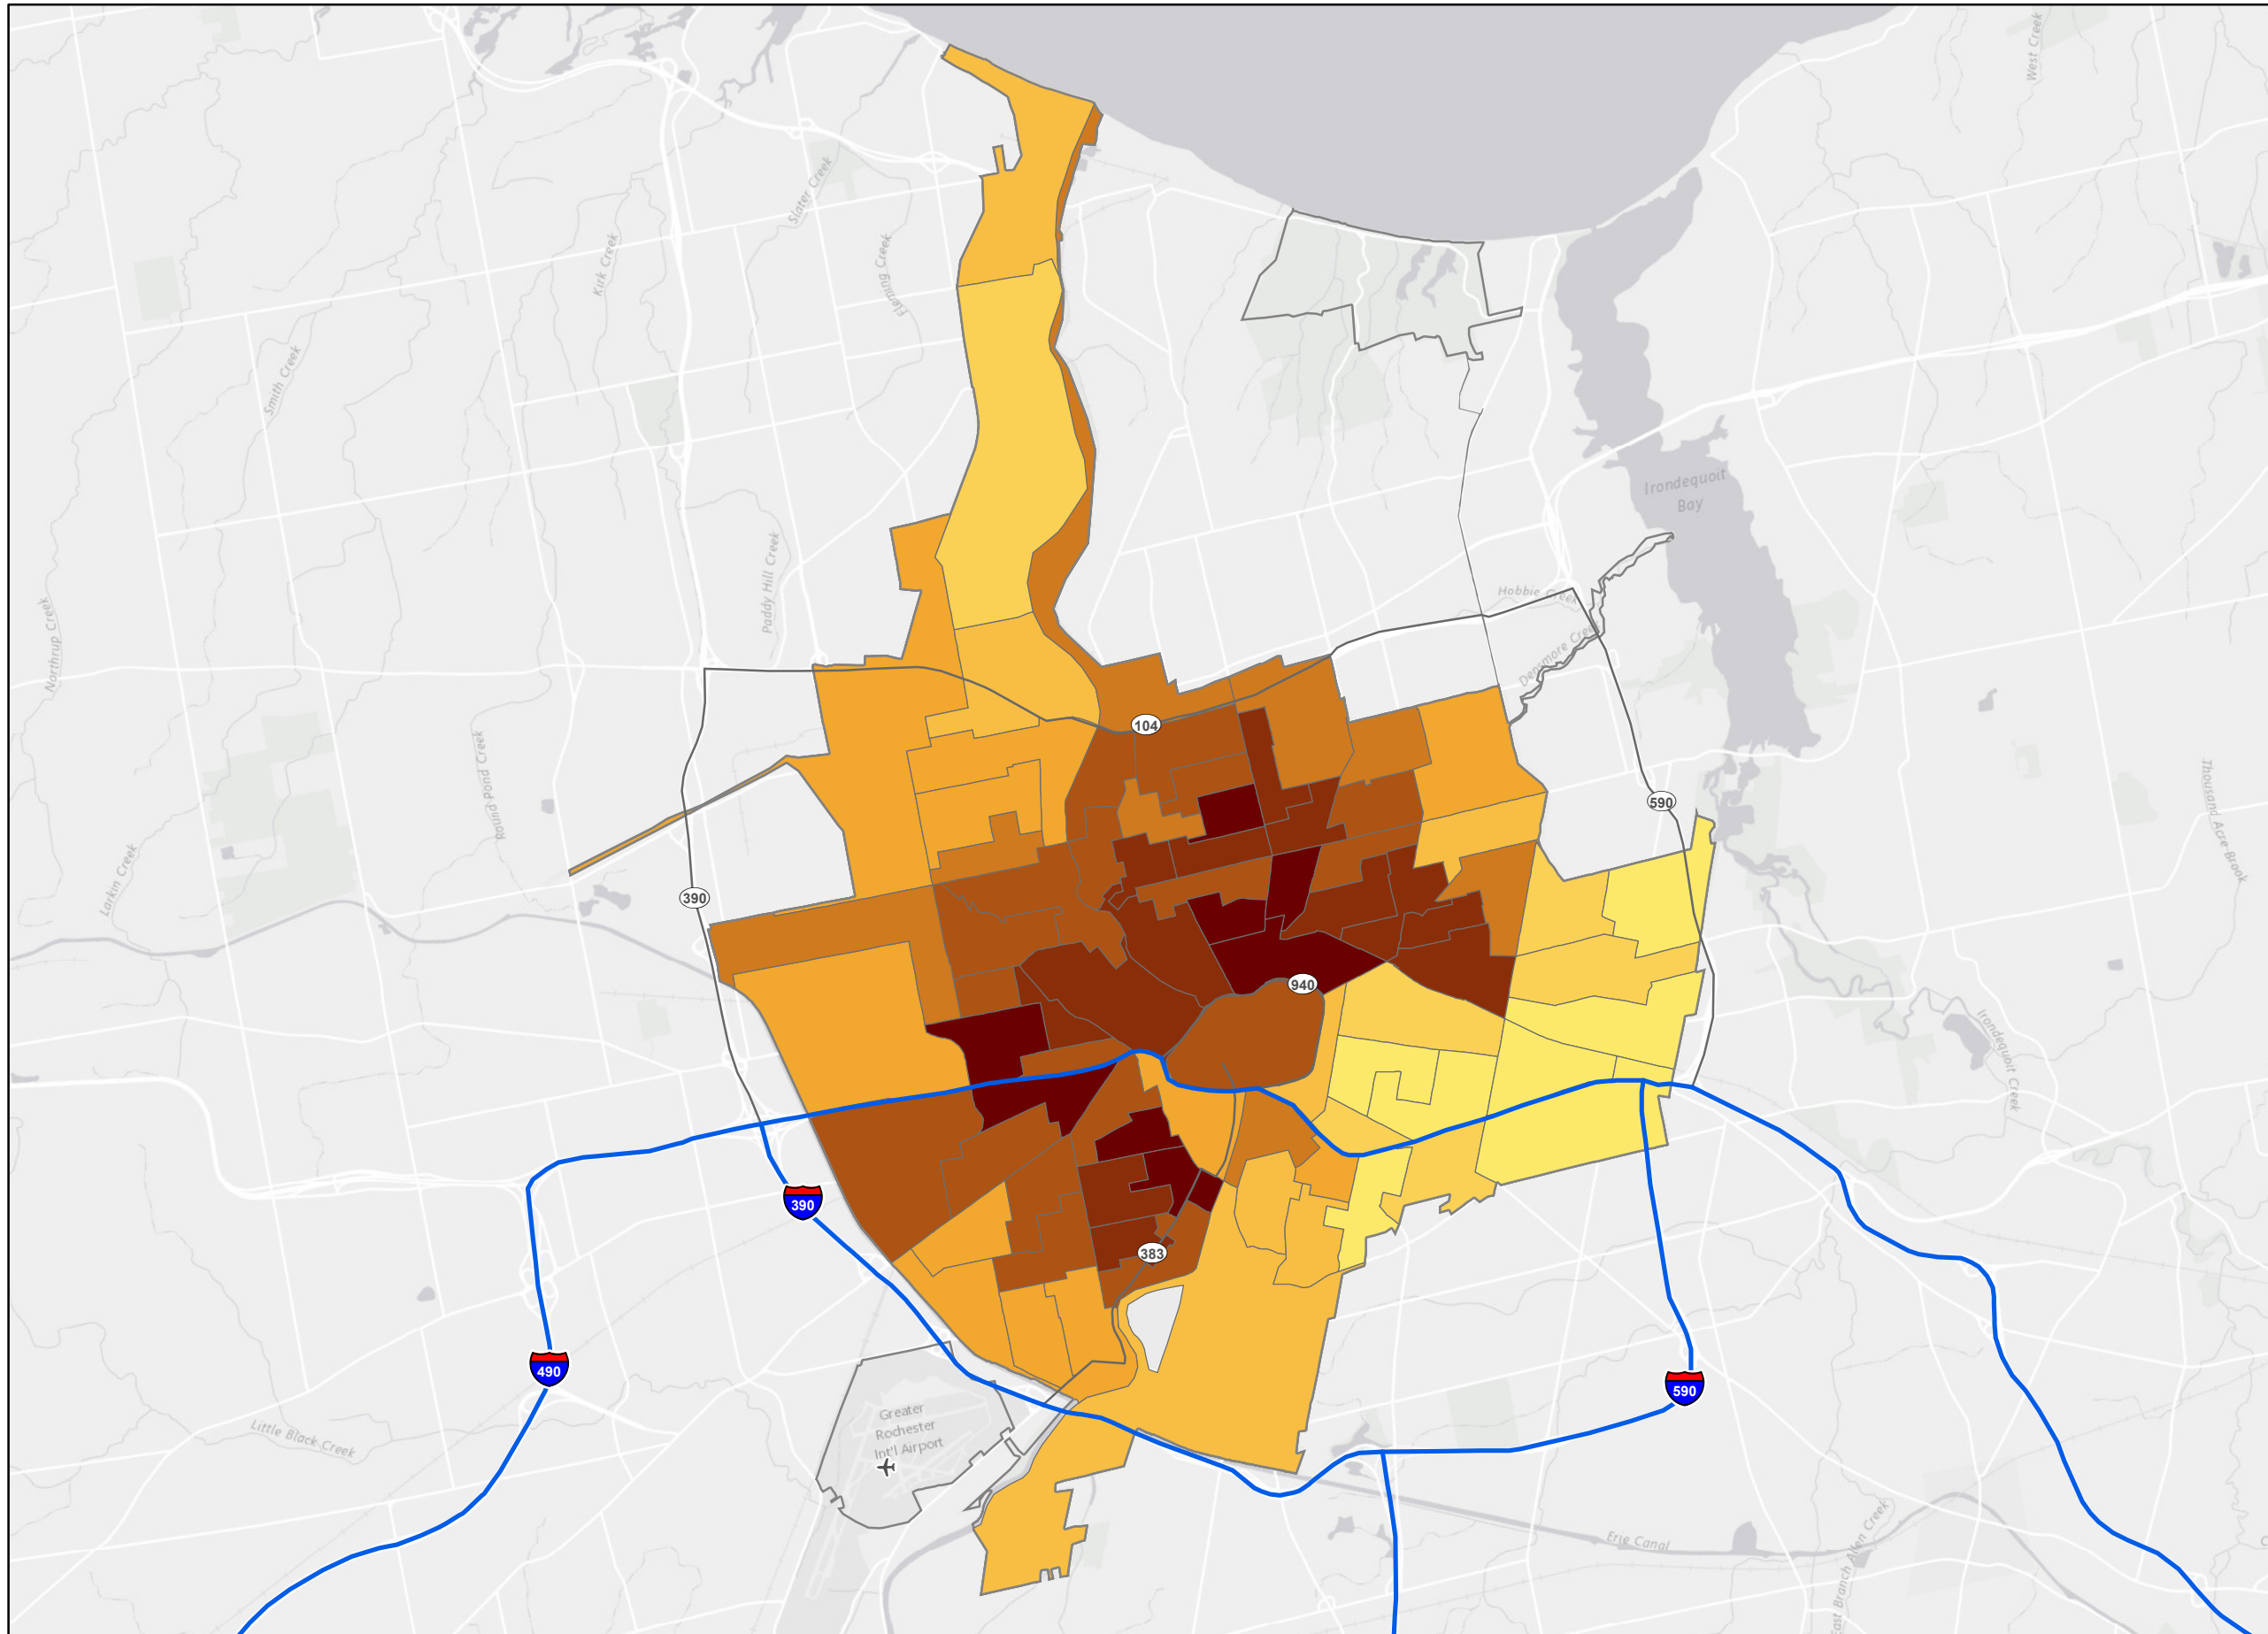 West Creek
Slater Creek
Kirk Creek
Fleming Creek
Smith Creek
Irondequoit
Bay
Paddy Hill Creek
Hobbie Creek
Northrup Creek
Densmore Creek
104
Round Pond Creek
590
Thousand Acre Brook
Larkin Creek
390
940
Irondequoit Creek
390
383
490
590
Greater
Rochester
Int'l Airport
Little Black Creek
Erie Canal
East Branch Allen Creek